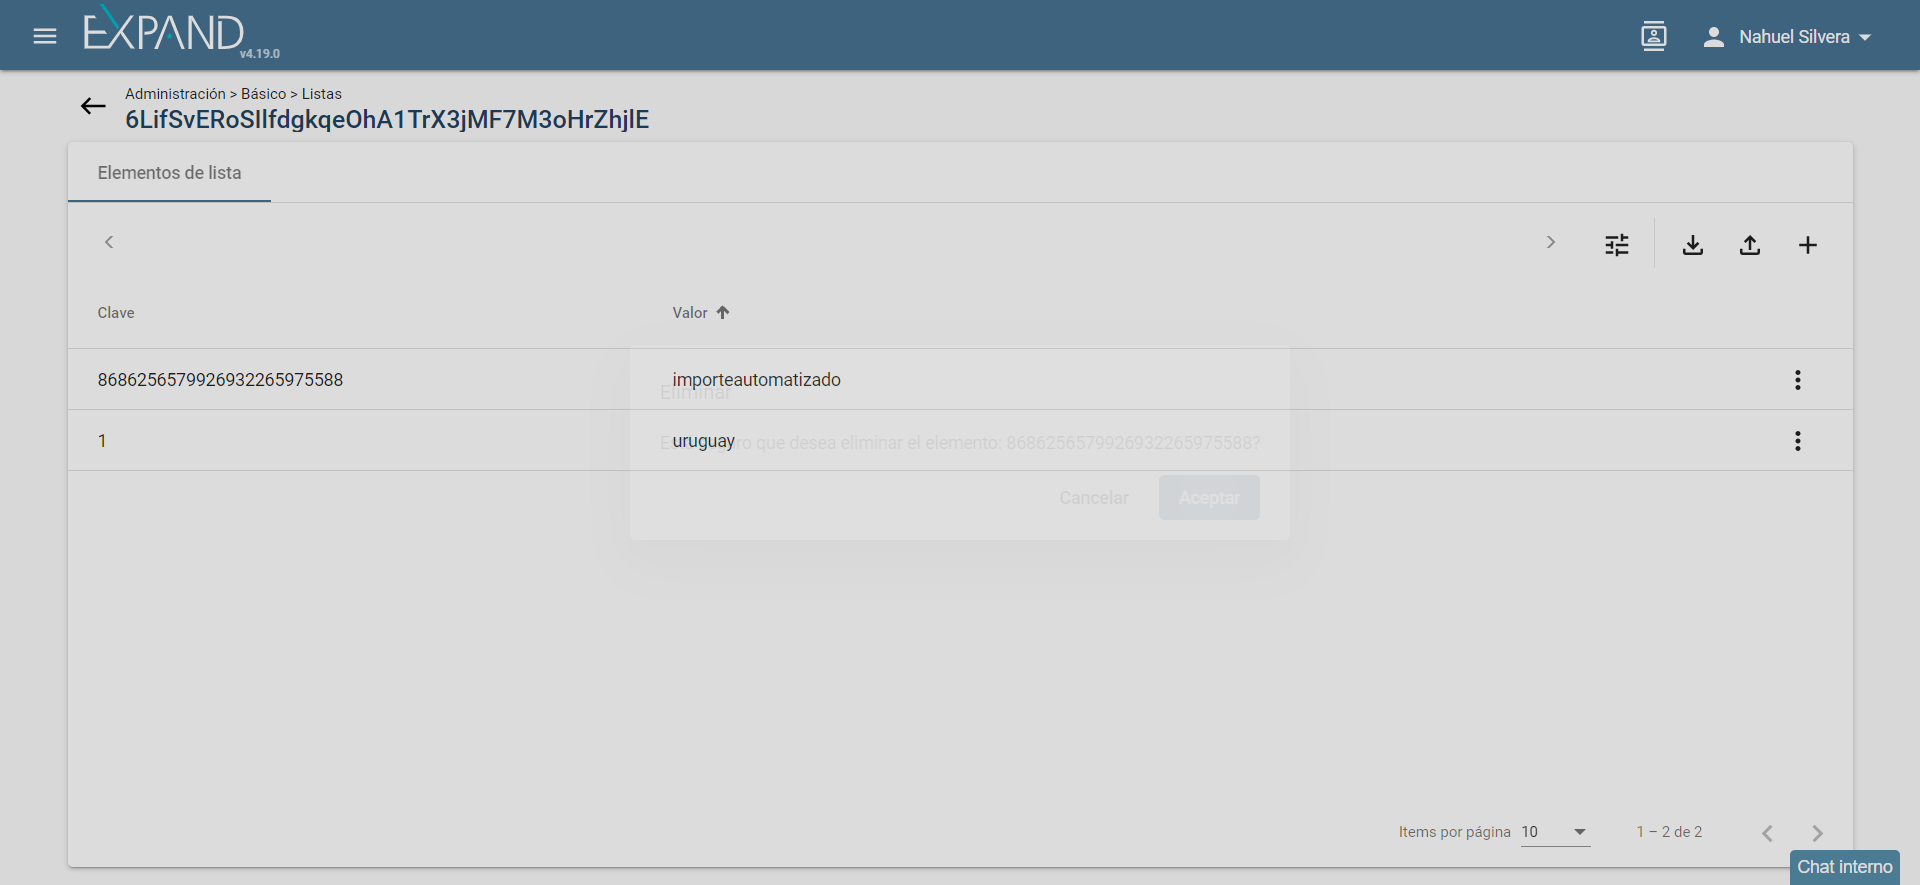 EXPAND
v4.19.0
Nahuel Silvera
Administración > Básico > Listas
6LifSvERoSIlfdgkqeOhA1TrX3jMF7M3oHrZhjlE
Elementos de lista
Clave Valor
8686256579926932265975588 importeautomatizado
Eliminar
1 uruguay
que desea eliminar el elemento: 8686256579926932265975588?
Cancelar Aceptar
Items por página 10 1 – 2 de 2
Chat interno